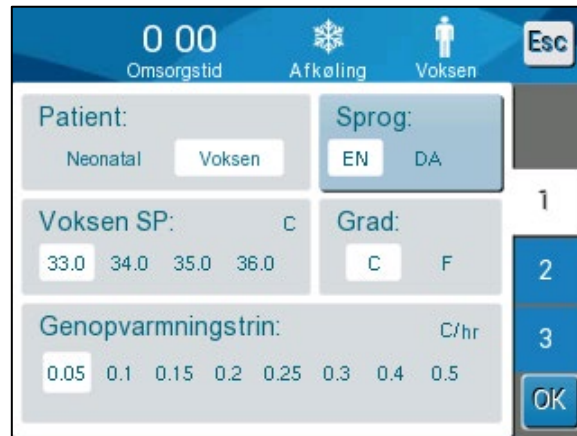 0 00
Omsorgstid
Afkøling
Voksen
Esc
Patient:
Neonatal Voksen
Sprog:
EN DA
Voksen SP: C
33.0 34.0 35.0 36.0
Grad:
C F
Genopvarmningstrin: C/hr
0.05 0.1 0.15 0.2 0.25 0.3 0.4 0.5
1
2
3
OK